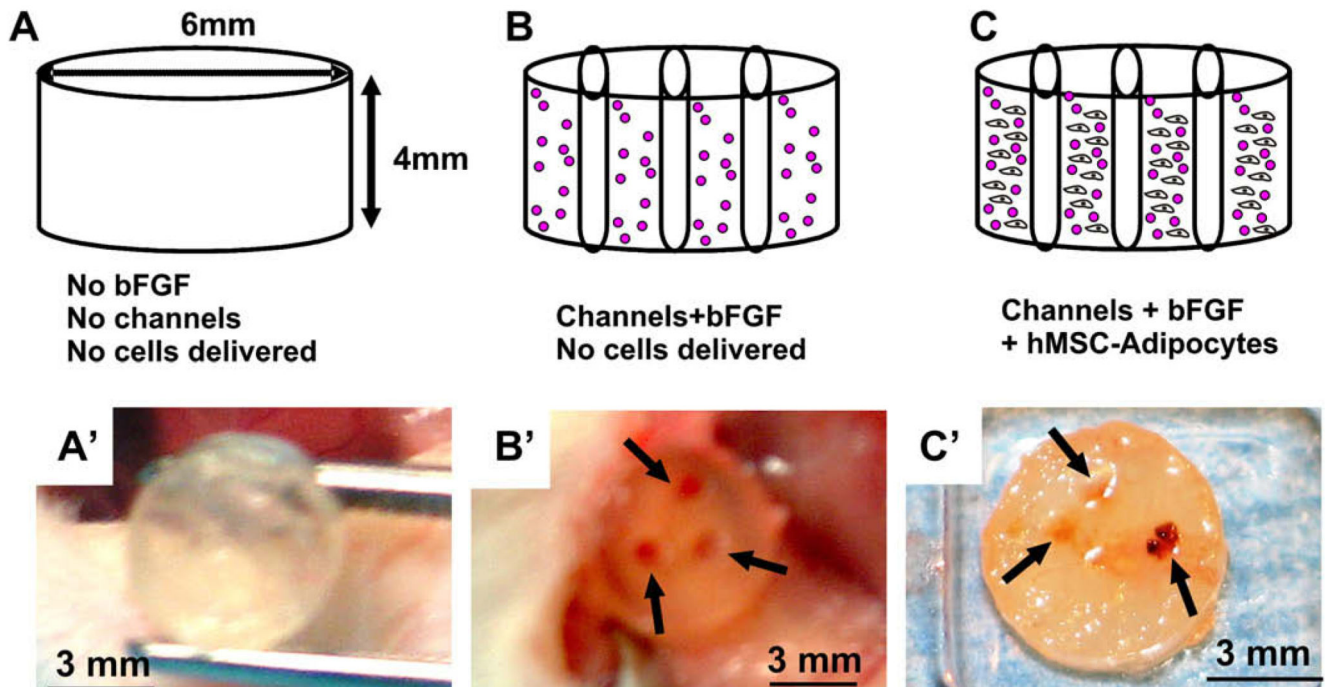 A
6mm
4mm
No bFGF
No channels
No cells delivered
B
Channels+bFGF
No cells delivered
C
Channels + bFGF
+ hMSC-Adipocytes
A’
3 mm
B’
3 mm
C’
3 mm